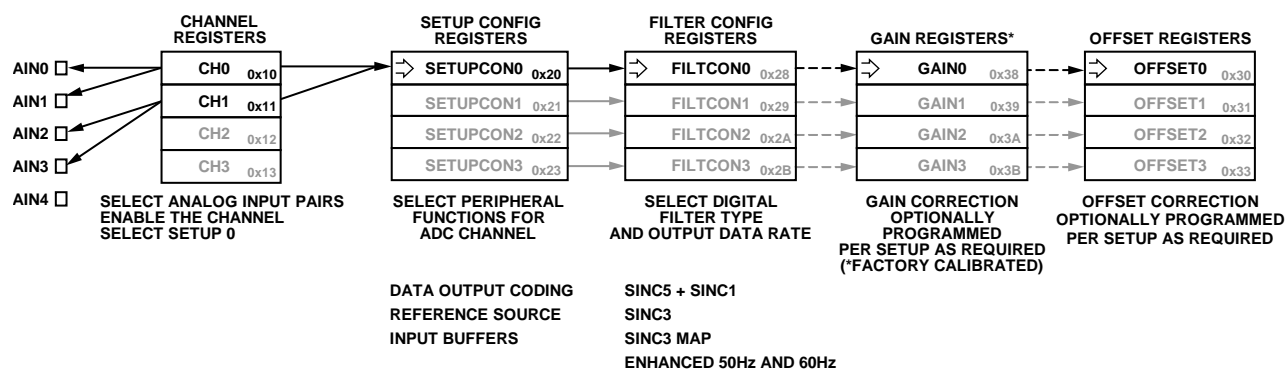 CHANNEL
REGISTERS
SETUP CONFIG
REGISTERS
FILTER CONFIG
REGISTERS
GAIN REGISTERS*
OFFSET REGISTERS
AIN0
AIN1
AIN2
AIN3
AIN4
CH0 0x10
CH1 0x11
CH2 0x12
CH3 0x13
SETUPCON0 0x20
SETUPCON1 0x21
SETUPCON2 0x22
SETUPCON3 0x23
FILTCON0 0x28
FILTCON1 0x29
FILTCON2 0x2A
FILTCON3 0x2B
GAIN0 0x38
GAIN1 0x39
GAIN2 0x3A
GAIN3 0x3B
OFFSET0 0x30
OFFSET1 0x31
OFFSET2 0x32
OFFSET3 0x33
SELECT ANALOG INPUT PAIRS
ENABLE THE CHANNEL
SELECT SETUP 0
SELECT PERIPHERAL
FUNCTIONS FOR
ADC CHANNEL
SELECT DIGITAL
FILTER TYPE
AND OUTPUT DATA RATE
GAIN CORRECTION
OPTIONALLY
PROGRAMMED
PER SETUP AS REQUIRED
(*FACTORY CALIBRATED)
OFFSET CORRECTION
OPTIONALLY PROGRAMMED
PER SETUP AS REQUIRED
DATA OUTPUT CODING
REFERENCE SOURCE
INPUT BUFFERS
SINC5 + SINC1
SINC3
SINC3 MAP
ENHANCED 50Hz AND 60Hz